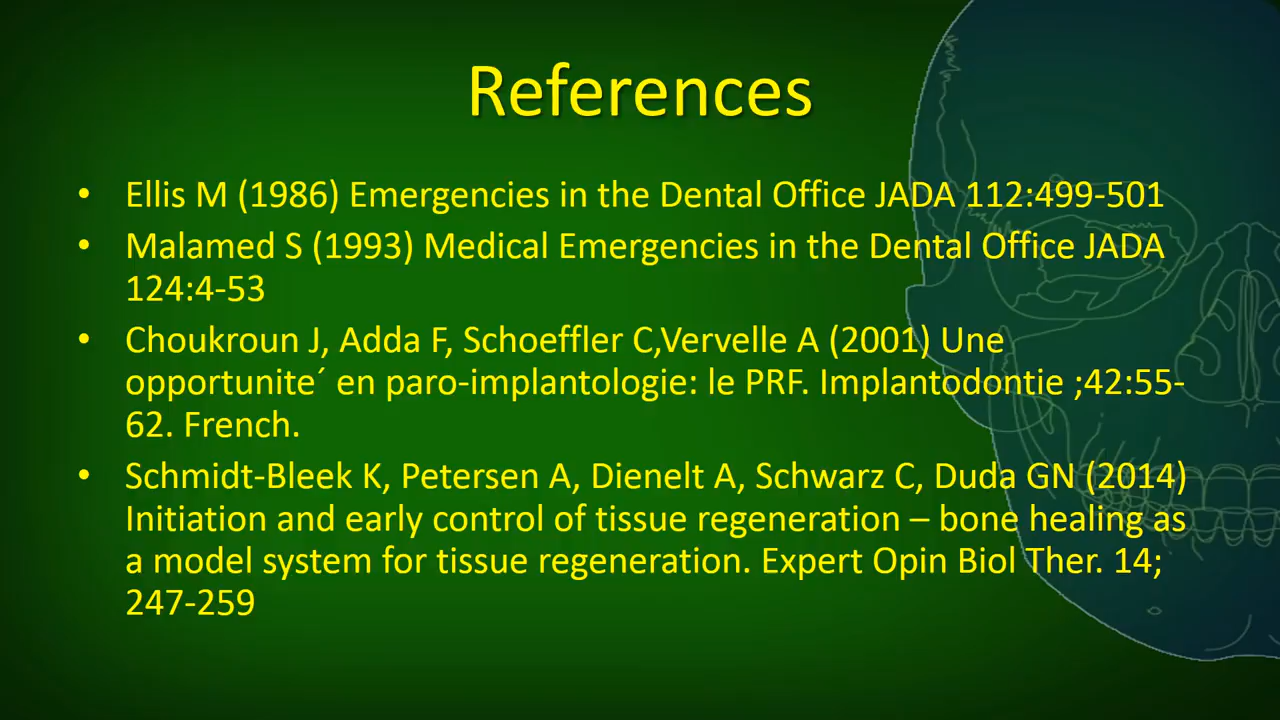 References
• Ellis M (1986) Emergencies in the Dental Office JADA 112:499-501
• Malamed S (1993) Medical Emergencies in the Dental Office JADA
124:4-53
• Choukroun J, Adda F, Schoeffler C,Vervelle A (2001) Une
opportunite´ en paro-implantologie: le PRF. Implantodontie ;42:55-
62. French.
• Schmidt-Bleek K, Petersen A, Dienelt A, Schwarz C, Duda GN (2014)
Initiation and early control of tissue regeneration – bone healing as
a model system for tissue regeneration. Expert Opin Biol Ther. 14;
247-259